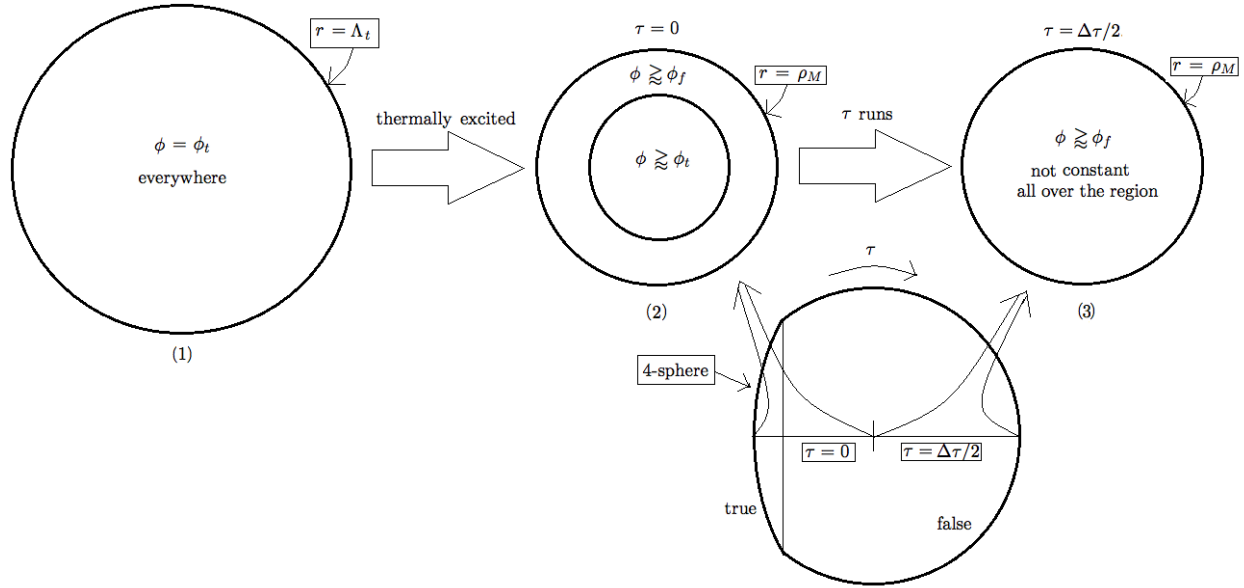 r = Λ_t
φ = φ_t
everywhere
(1)
thermally excited
τ = 0
φ ⪆ φ_f
r = ρ_M
φ ⪆ φ_t
(2)
τ runs
τ = Δτ/2
r = ρ_M
φ ⪆ φ_f
not constant
all over the region
(3)
τ
4-sphere
τ = 0
τ = Δτ/2
true
false